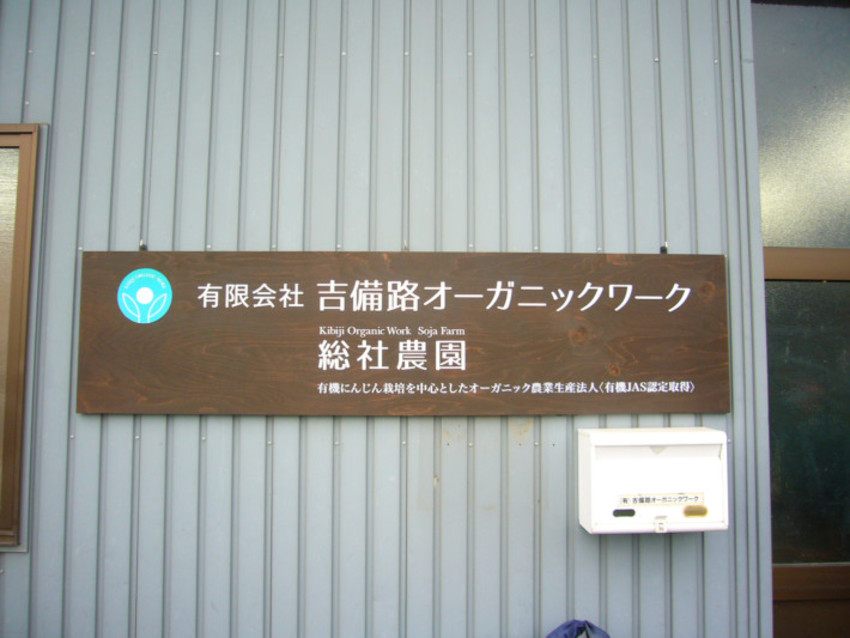 有限会社 吉備路オーガニックワーク
Kibiji Organic Work Soja Farm
総社農園
有機にんじん栽培を中心としたオーガニック農業生産法人〈有機JAS認定取得〉
㈲ 吉備路オーガニックワーク